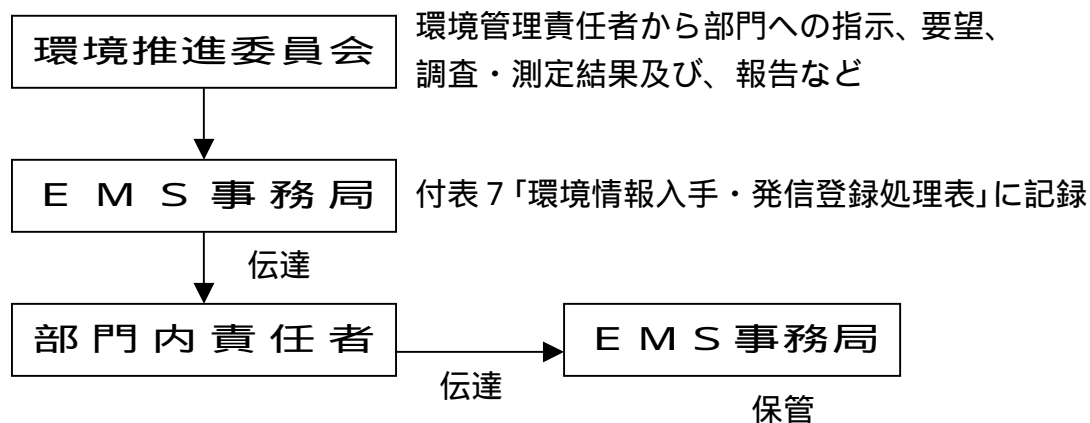 環境推進委員会
環境管理責任者から部門への指示、要望、
調査・測定結果及び、報告など
EMS事務局
付表7「環境情報入手・発信登録処理表」に記録
伝達
部門内責任者
EMS事務局
伝達
保管